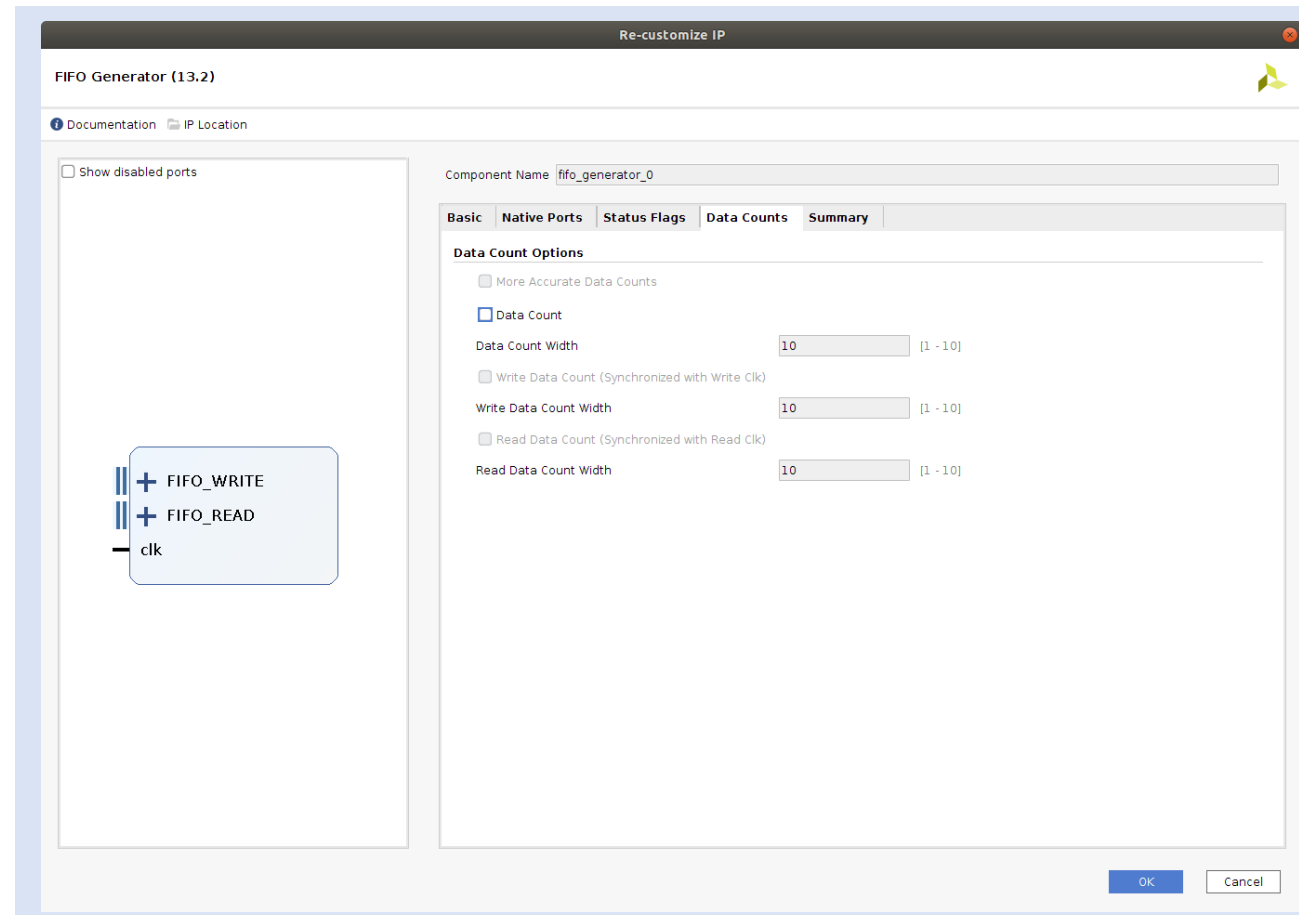 Re-customize IP
FIFO Generator (13.2)
Documentation IP Location
Show disabled ports
FIFO_WRITE
FIFO_READ
clk
Component Name fifo_generator_0
Basic Native Ports Status Flags Data Counts Summary
Data Count Options
More Accurate Data Counts
Data Count
Data Count Width 10 [1 - 10]
Write Data Count (Synchronized with Write Clk)
Write Data Count Width 10 [1 - 10]
Read Data Count (Synchronized with Read Clk)
Read Data Count Width 10 [1 - 10]
OK Cancel